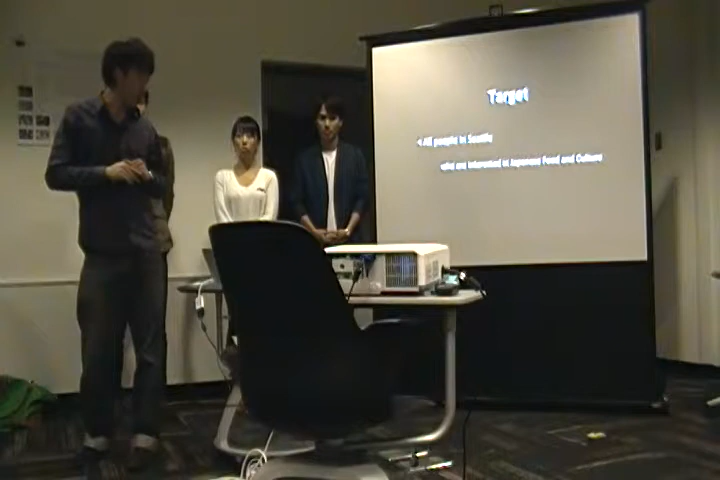 Target
• All people in Seattle
who are interested in Japanese Food and Culture